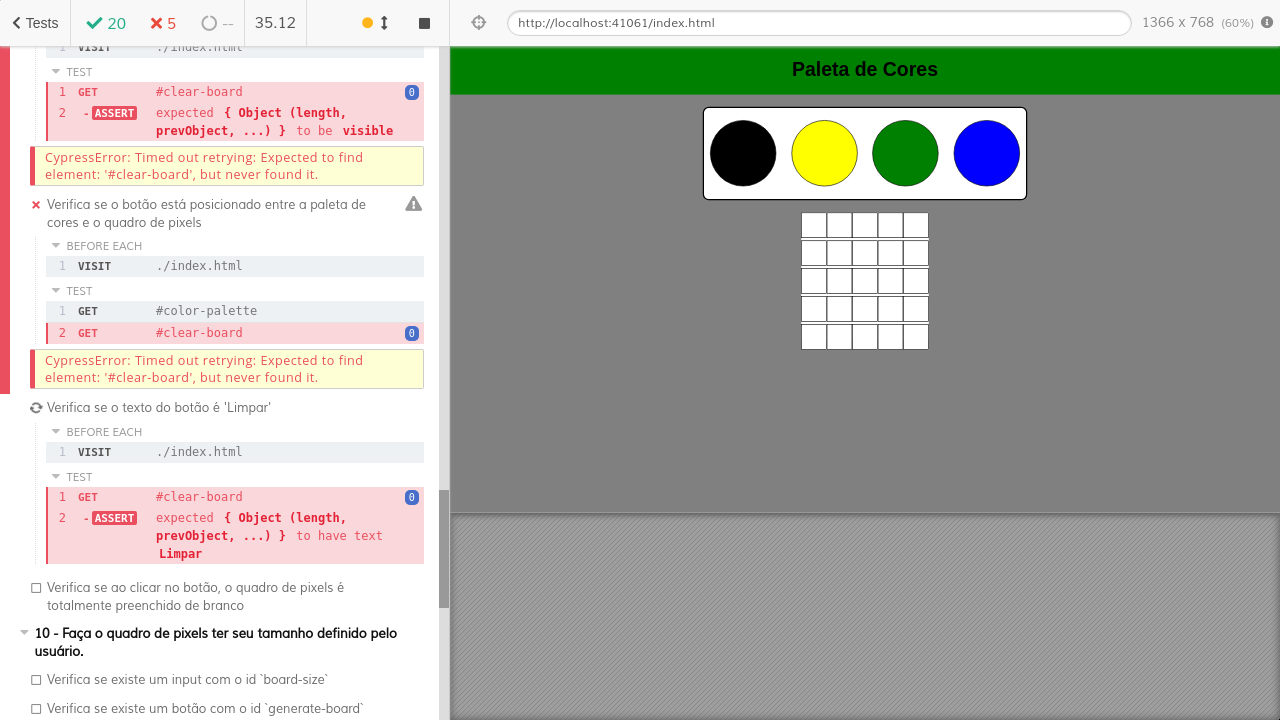 Tests
20
5
--
35.12
http://localhost:41061/index.html
1366 x 768 (60%)
1 VISIT ./index.html
TEST
1 GET #clear-board 0
2 -ASSERT expected { Object (length,
prevObject, ...) } to be visible
CypressError: Timed out retrying: Expected to find
element: '#clear-board', but never found it.
Verifica se o botão está posicionado entre a paleta de
cores e o quadro de pixels
BEFORE EACH
1 VISIT ./index.html
TEST
1 GET #color-palette
2 GET #clear-board 0
CypressError: Timed out retrying: Expected to find
element: '#clear-board', but never found it.
Verifica se o texto do botão é 'Limpar'
BEFORE EACH
1 VISIT ./index.html
TEST
1 GET #clear-board 0
2 -ASSERT expected { Object (length,
prevObject, ...) } to have text
Limpar
Verifica se ao clicar no botão, o quadro de pixels é
totalmente preenchido de branco
10 - Faça o quadro de pixels ter seu tamanho definido pelo
usuário.
Verifica se existe um input com o id `board-size`
Verifica se existe um botão com o id `generate-board`
Paleta de Cores